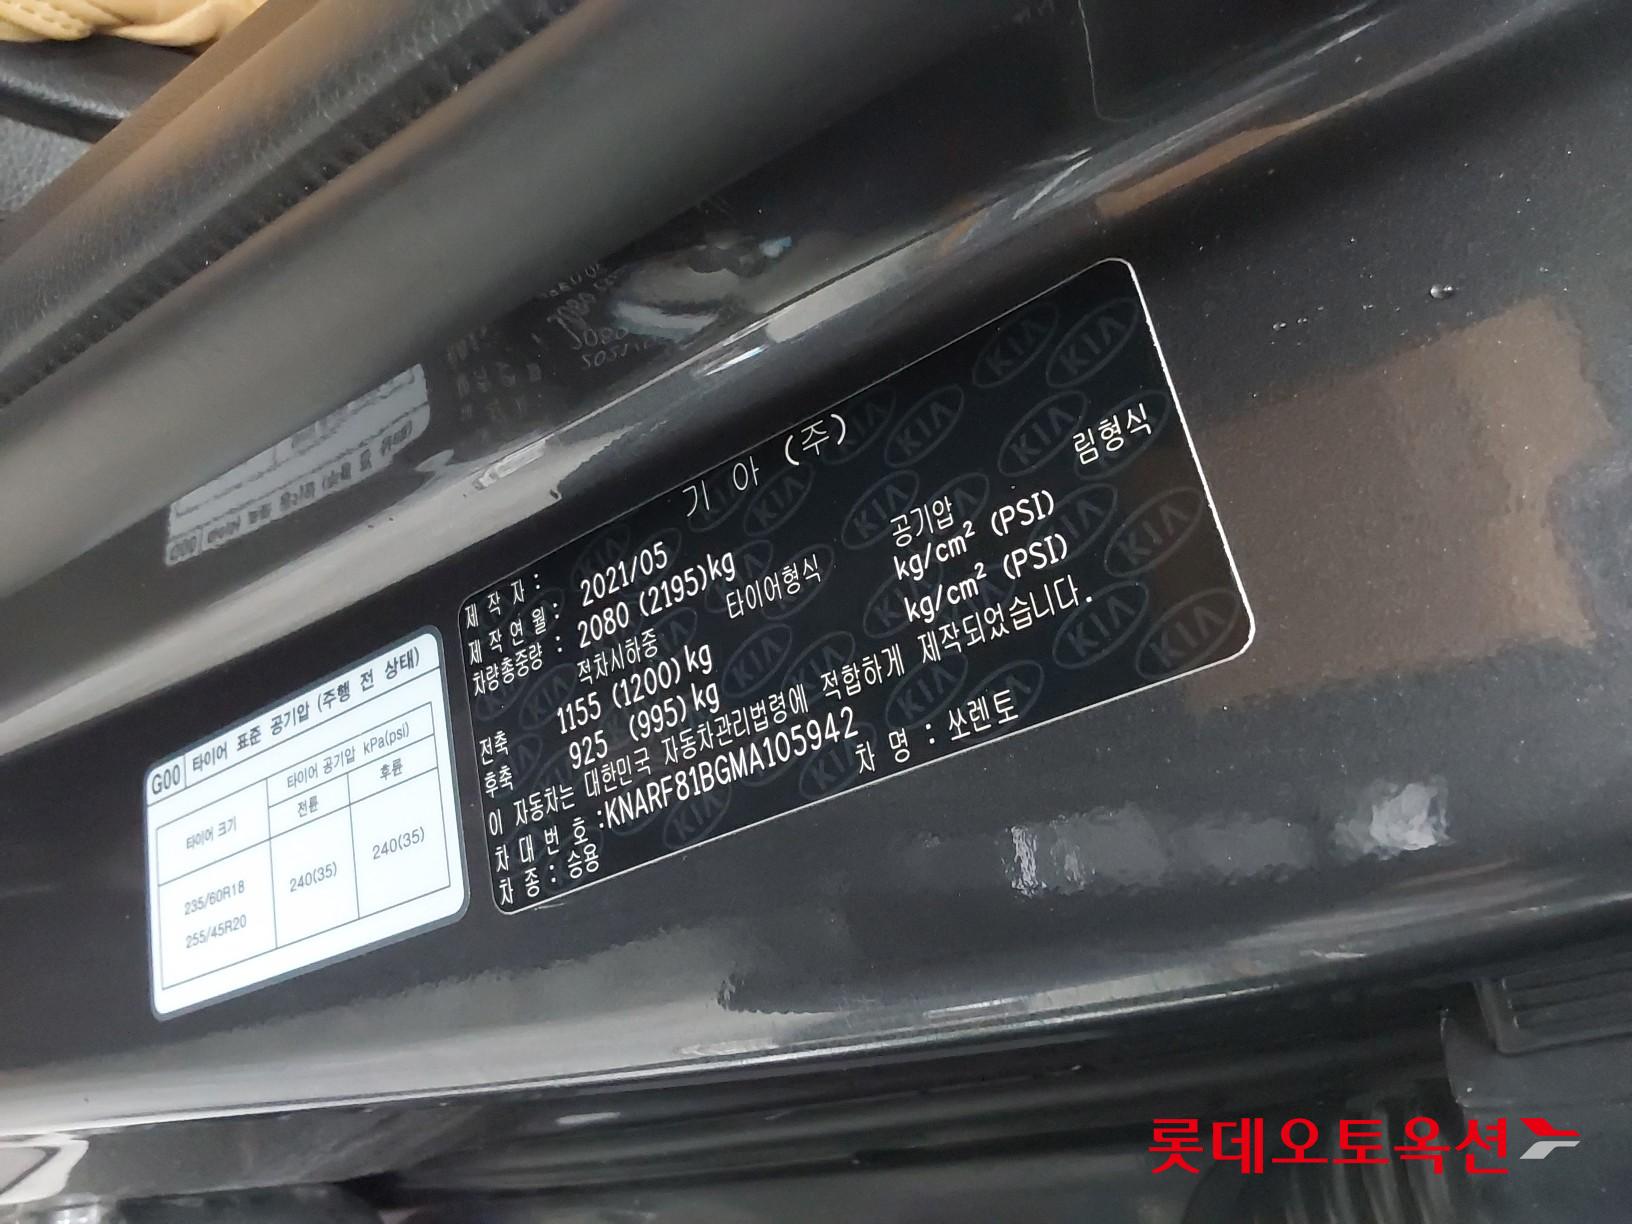 제 작 자 : 기 아 (주)
제 작 연 월 : 2021/05
차량총중량 : 2080 (2195)kg
적차시하중 타이어형식 공기압 림형식
전축 1155 (1200)kg kg/cm² (PSI)
후축 925 (995)kg kg/cm² (PSI)
이 자동차는 대한민국 자동차관리법령에 적합하게 제작되었습니다.
차 대 번 호 :KNARF81BGMA105942
차 종 : 승용 차 명 : 쏘렌토
G00 타이어 표준 공기압 (주행 전 상태)
타이어 크기 타이어 공기압 kPa(psi)
전륜 후륜
235/60R18
255/45R20
240(35) 240(35)
KIA
롯데오토옥션